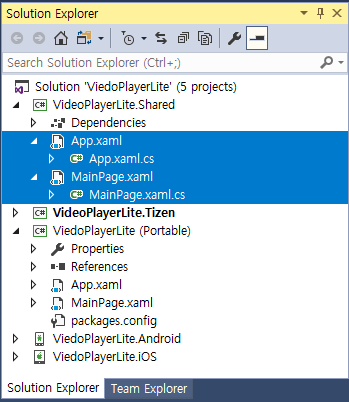 Solution Explorer
Search Solution Explorer (Ctrl+;)
Solution 'ViedoPlayerLite' (5 projects)
VideoPlayerLite.Shared
Dependencies
App.xaml
App.xaml.cs
MainPage.xaml
MainPage.xaml.cs
VideoPlayerLite.Tizen
ViedoPlayerLite (Portable)
Properties
References
App.xaml
MainPage.xaml
packages.config
ViedoPlayerLite.Android
ViedoPlayerLite.iOS
Solution Explorer Team Explorer